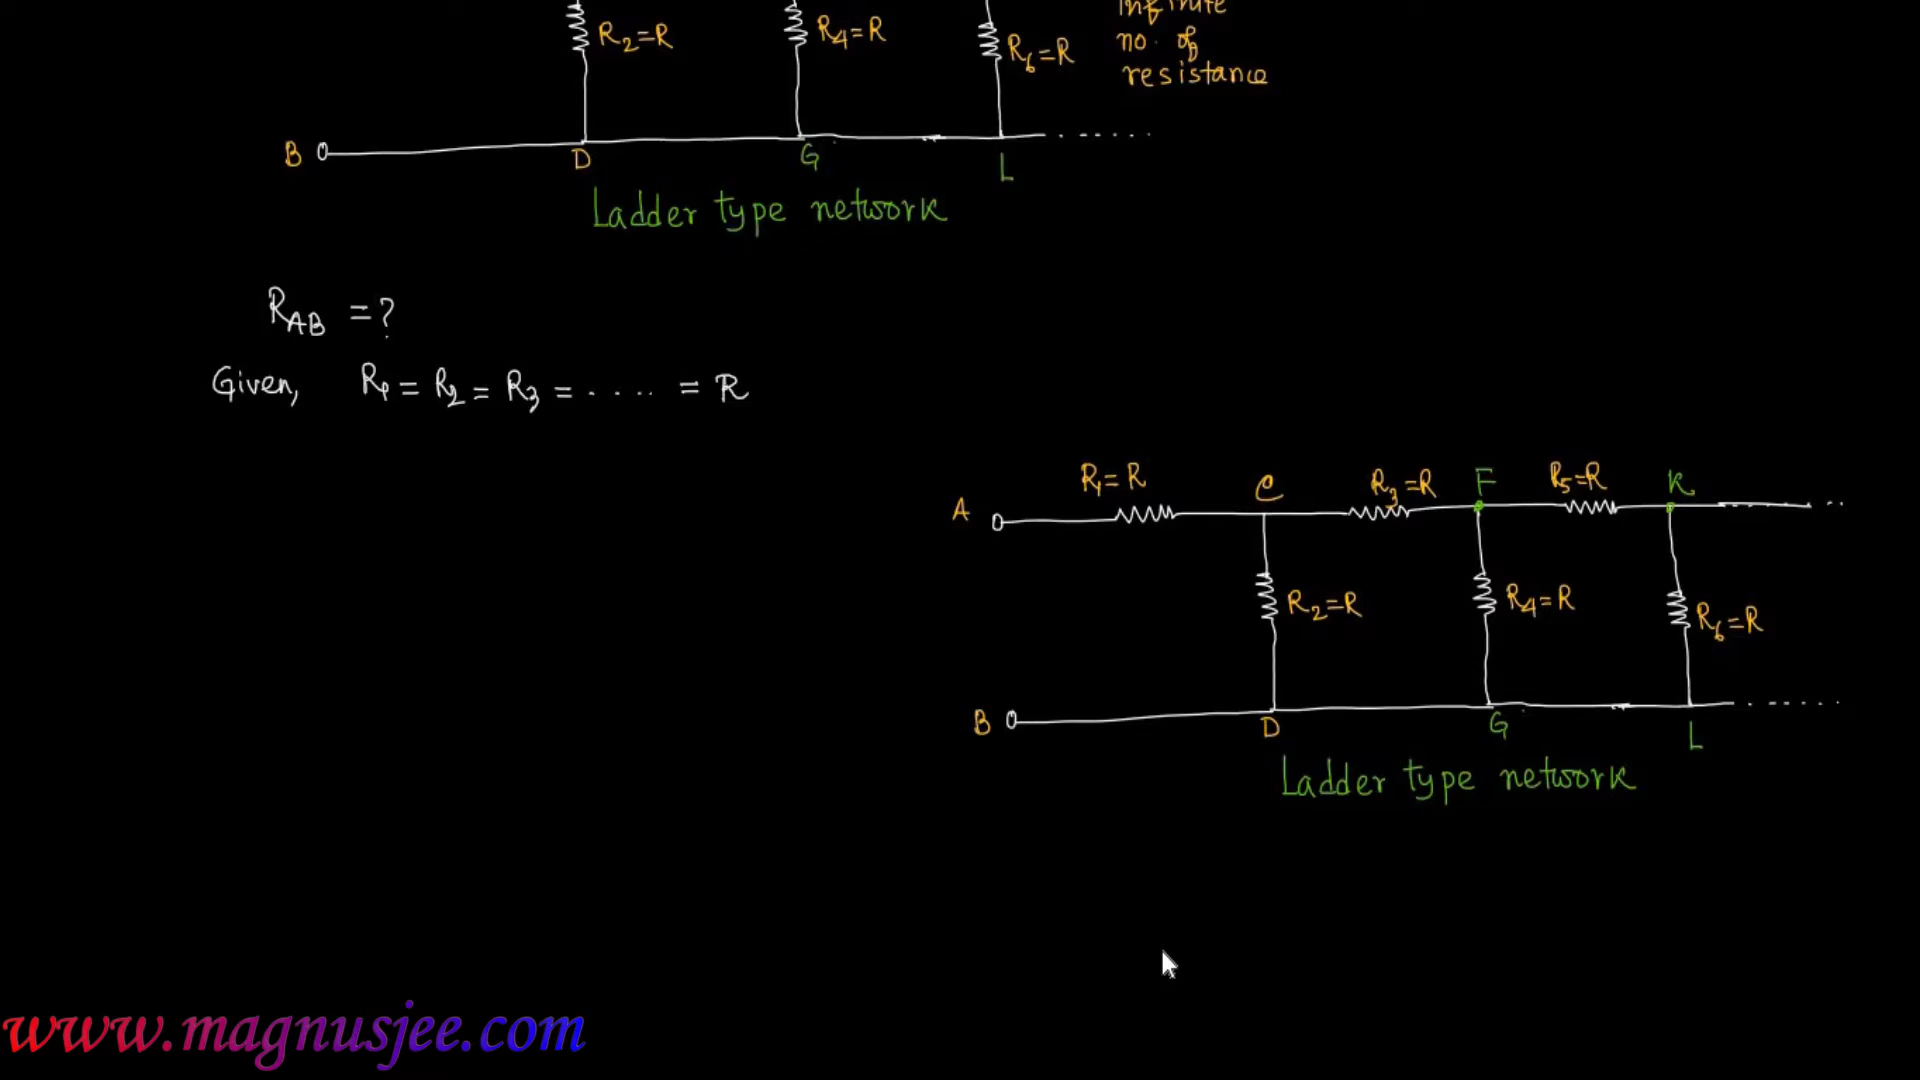 infinite
R2=R R4=R
no. of
R6=R
resistance
B
D G L
Ladder type network
RAB = ?
Given, R1 = R2 = R3 = ..... = R
R1=R C R3=R F R5=R K
A
R2=R R4=R R6=R
B D G L
Ladder type network
www.magnusjee.com